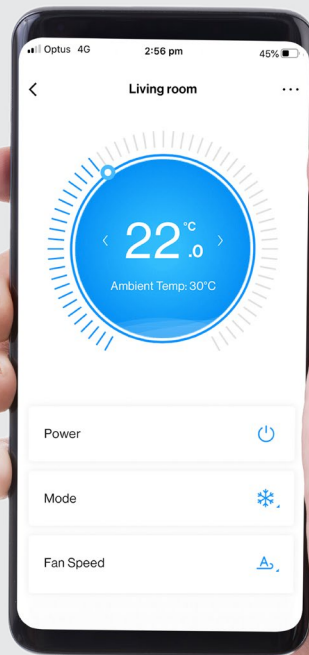 Optus 4G 2:56 pm 45%
Living room
22.0 °C
Ambient Temp: 30°C
Power
Mode
Fan Speed A